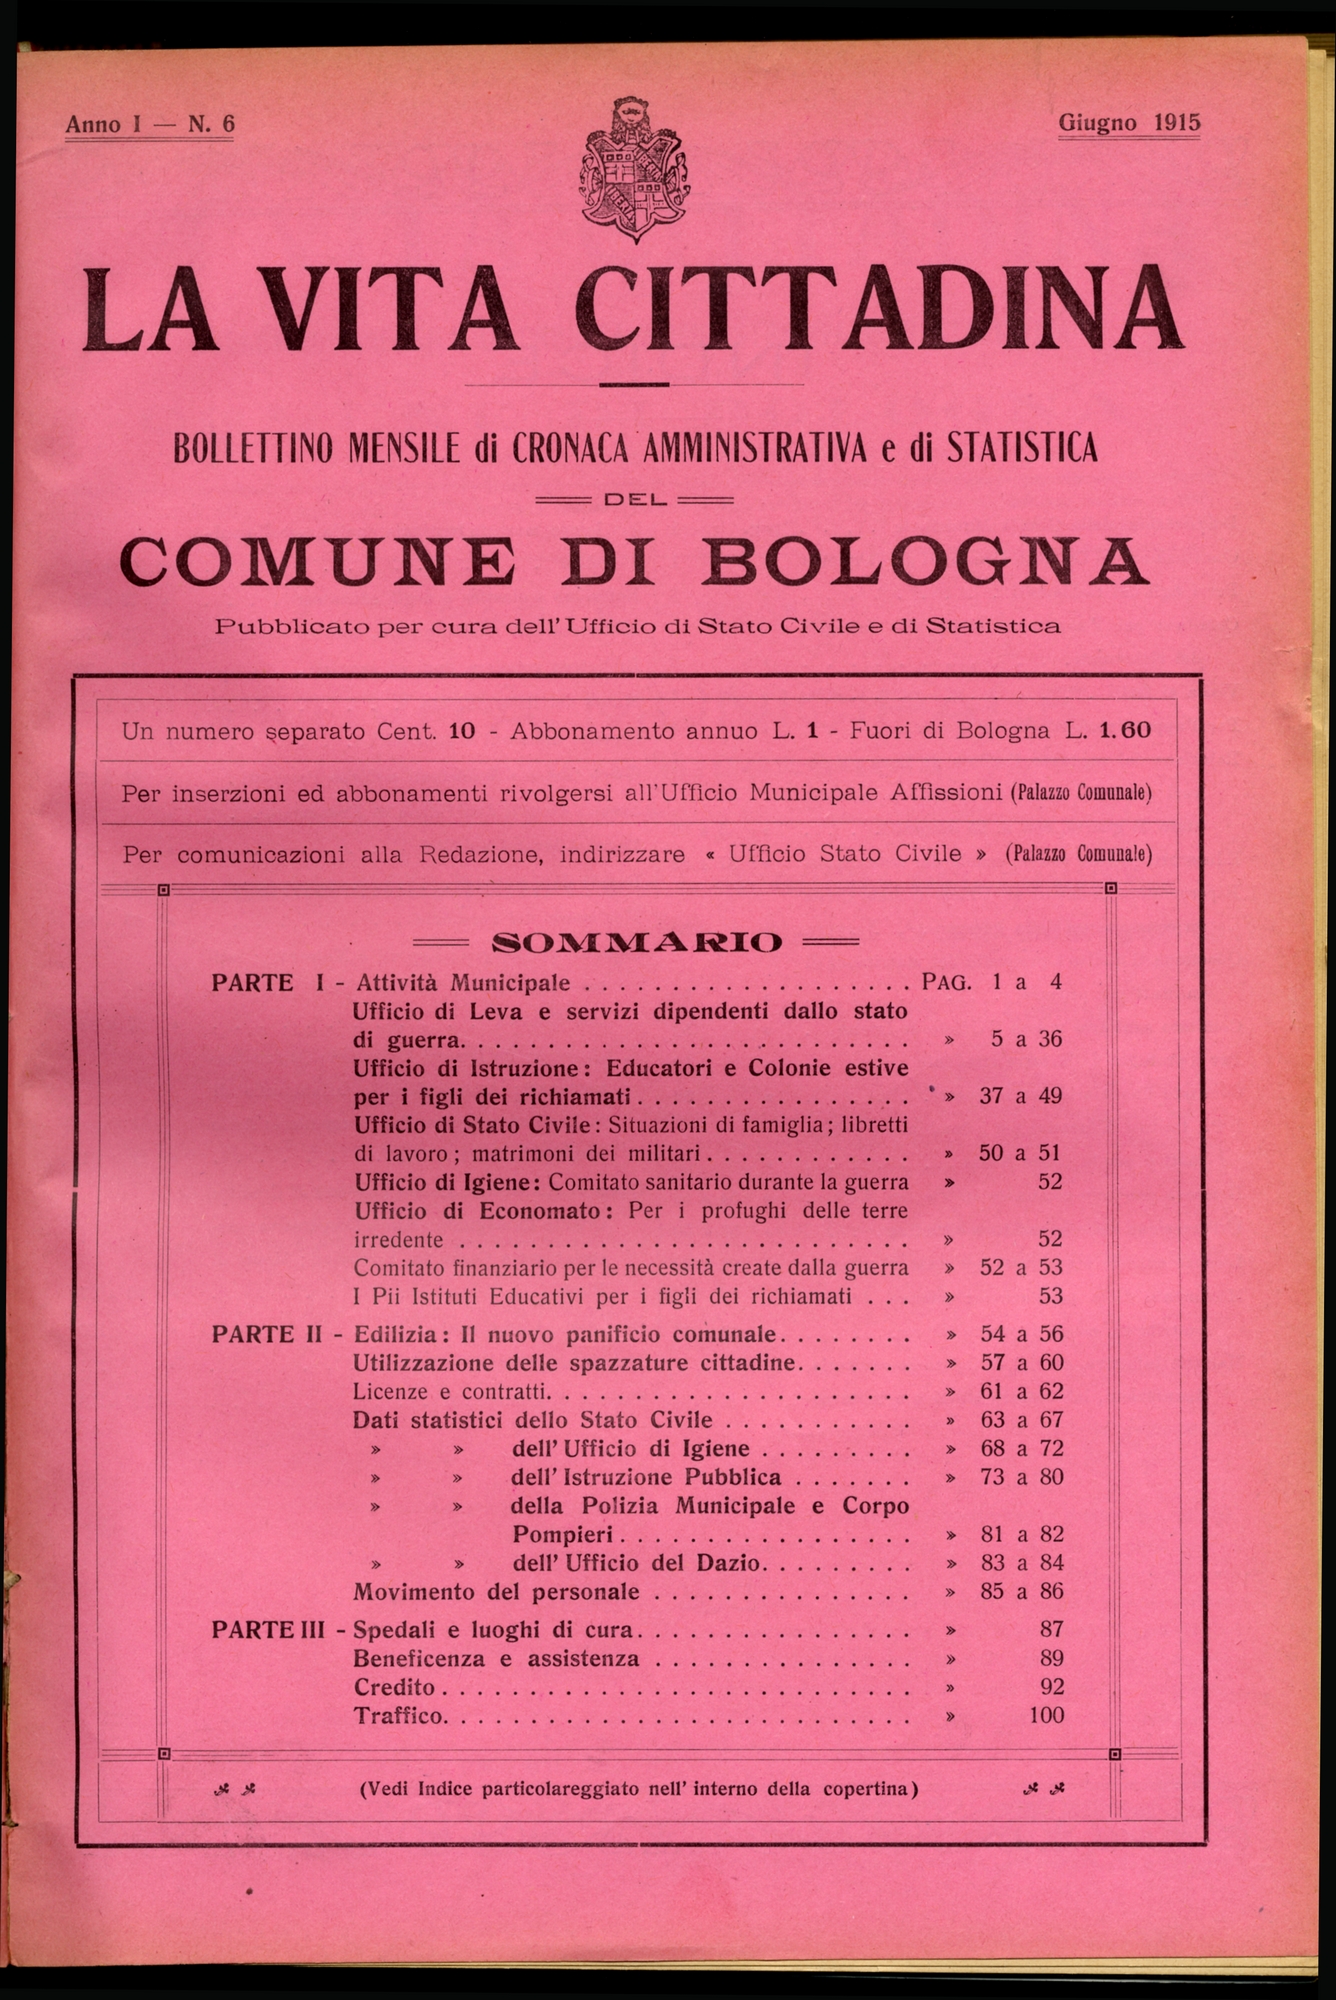 Anno I — N. 6
Giugno 1915
LA VITA CITTADINA
BOLLETTINO MENSILE di CRONACA AMMINISTRATIVA e di STATISTICA
DEL
COMUNE DI BOLOGNA
Pubblicato per cura dell' Ufficio di Stato Civile e di Statistica
Un numero separato Cent. 10 - Abbonamento annuo L. 1 - Fuori di Bologna L. 1.60
Per inserzioni ed abbonamenti rivolgersi all'Ufficio Municipale Affissioni (Palazzo Comunale)
Per comunicazioni alla Redazione, indirizzare « Ufficio Stato Civile » (Palazzo Comunale)
SOMMARIO
PARTE I - Attività Municipale . . . . . . . . . . . . . . . . . . . PAG. 1 a 4
Ufficio di Leva e servizi dipendenti dallo stato
di guerra. . . . . . . . . . . . . . . . . . . . . . . . . . » 5 a 36
Ufficio di Istruzione: Educatori e Colonie estive
per i figli dei richiamati . . . . . . . . . . . . . . . . » 37 a 49
Ufficio di Stato Civile: Situazioni di famiglia; libretti
di lavoro; matrimoni dei militari . . . . . . . . . . . . » 50 a 51
Ufficio di Igiene: Comitato sanitario durante la guerra » 52
Ufficio di Economato: Per i profughi delle terre
irredente . . . . . . . . . . . . . . . . . . . . . . . . . . » 52
Comitato finanziario per le necessità create dalla guerra » 52 a 53
I Pii Istituti Educativi per i figli dei richiamati . . . » 53
PARTE II - Edilizia: Il nuovo panificio comunale. . . . . . . . » 54 a 56
Utilizzazione delle spazzature cittadine. . . . . . . » 57 a 60
Licenze e contratti. . . . . . . . . . . . . . . . . . . . . » 61 a 62
Dati statistici dello Stato Civile . . . . . . . . . . . » 63 a 67
» » dell' Ufficio di Igiene . . . . . . . . . » 68 a 72
» » dell' Istruzione Pubblica . . . . . . . » 73 a 80
» » della Polizia Municipale e Corpo
Pompieri . . . . . . . . . . . . . . . . . » 81 a 82
» » dell' Ufficio del Dazio. . . . . . . . . » 83 a 84
Movimento del personale . . . . . . . . . . . . . . . » 85 a 86
PARTE III - Spedali e luoghi di cura. . . . . . . . . . . . . . . . » 87
Beneficenza e assistenza . . . . . . . . . . . . . . . » 89
Credito . . . . . . . . . . . . . . . . . . . . . . . . . . . » 92
Traffico. . . . . . . . . . . . . . . . . . . . . . . . . . . » 100
(Vedi Indice particolareggiato nell' interno della copertina)